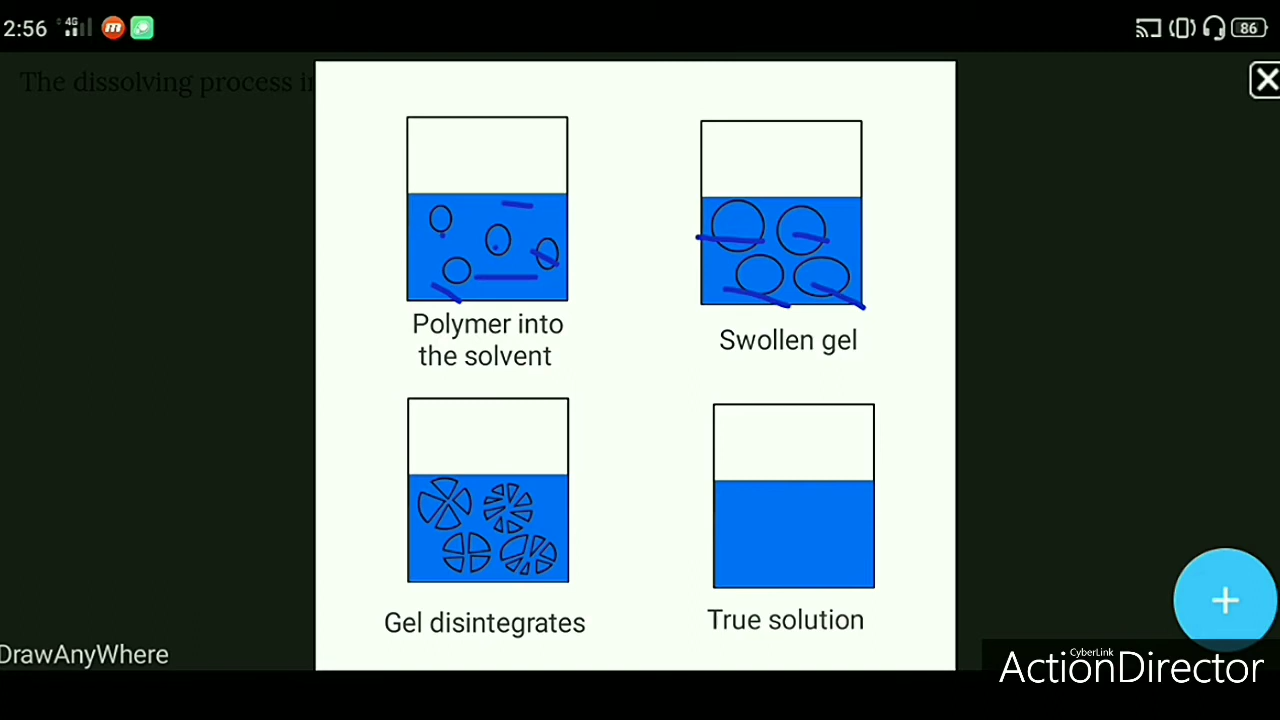 2:56 4G m 86
The dissolving process i
Polymer into
the solvent
Swollen gel
Gel disintegrates
True solution
DrawAnyWhere
CyberLink
ActionDirector